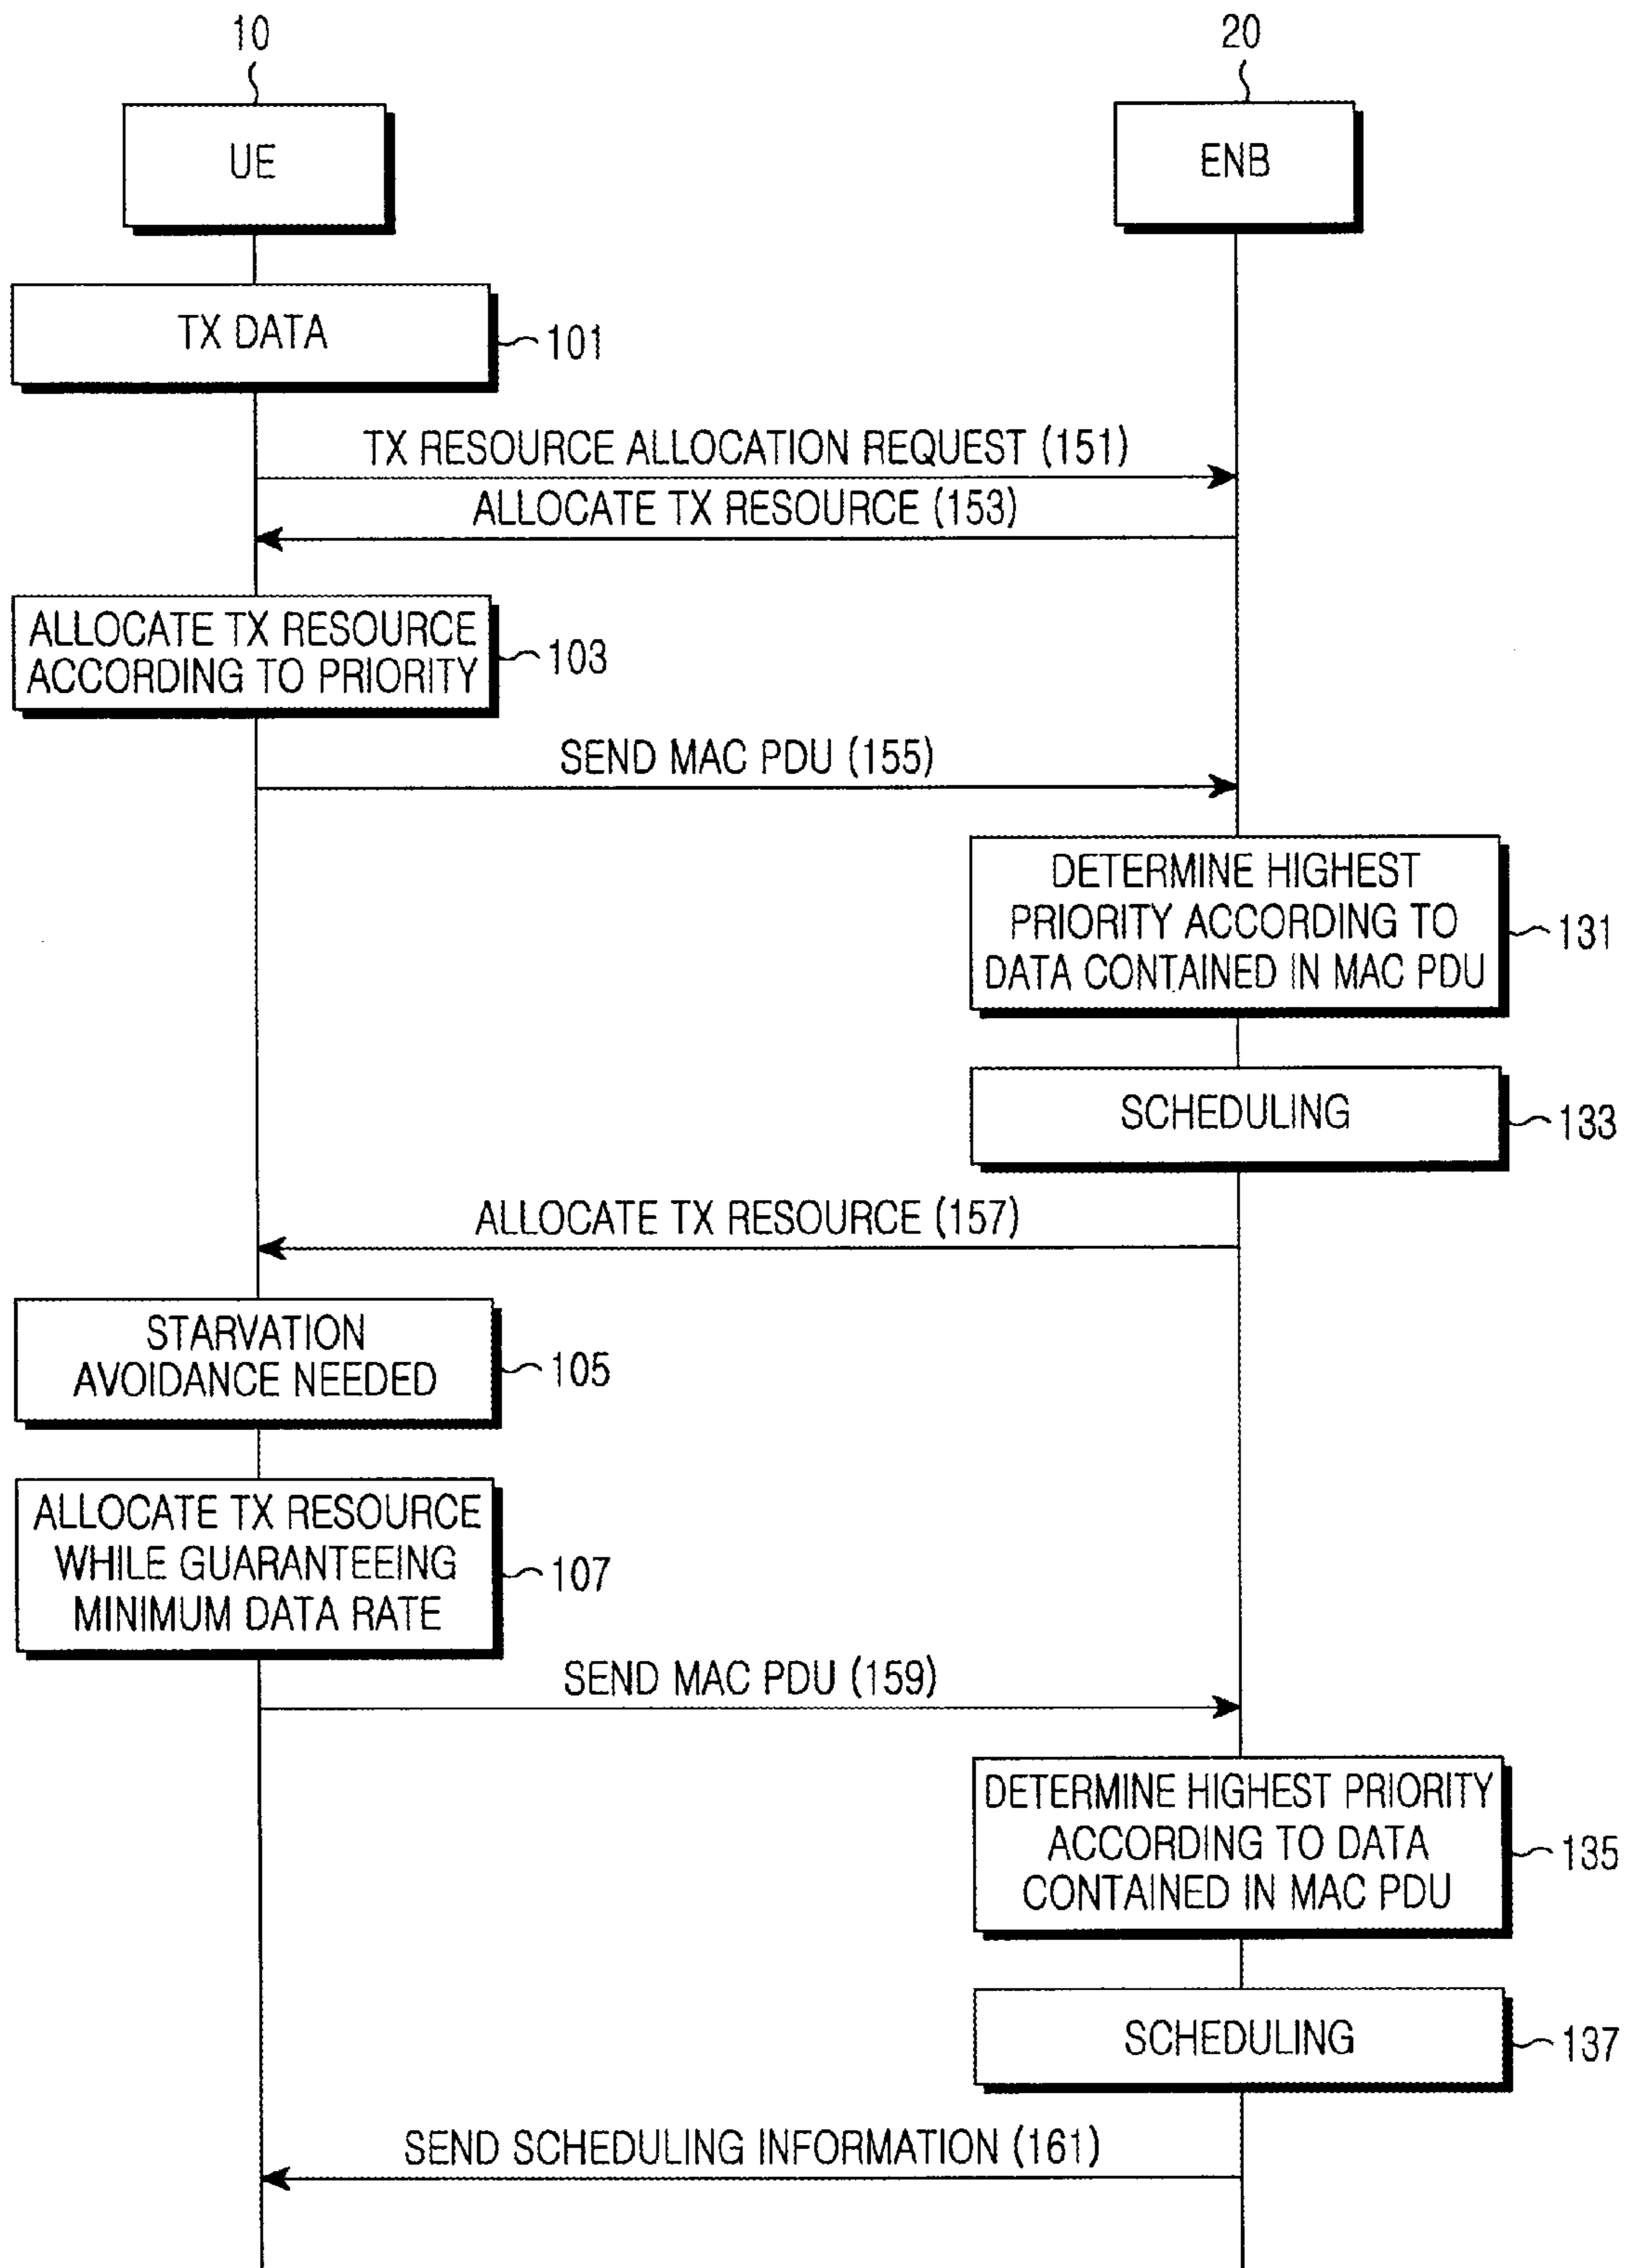 10
20
UE
ENB
TX DATA
101
TX RESOURCE ALLOCATION REQUEST (151)
ALLOCATE TX RESOURCE (153)
ALLOCATE TX RESOURCE
ACCORDING TO PRIORITY
103
SEND MAC PDU (155)
DETERMINE HIGHEST
PRIORITY ACCORDING TO
DATA CONTAINED IN MAC PDU
131
SCHEDULING
133
ALLOCATE TX RESOURCE (157)
STARVATION
AVOIDANCE NEEDED
105
ALLOCATE TX RESOURCE
WHILE GUARANTEEING
MINIMUM DATA RATE
107
SEND MAC PDU (159)
DETERMINE HIGHEST PRIORITY
ACCORDING TO DATA
CONTAINED IN MAC PDU
135
SCHEDULING
137
SEND SCHEDULING INFORMATION (161)